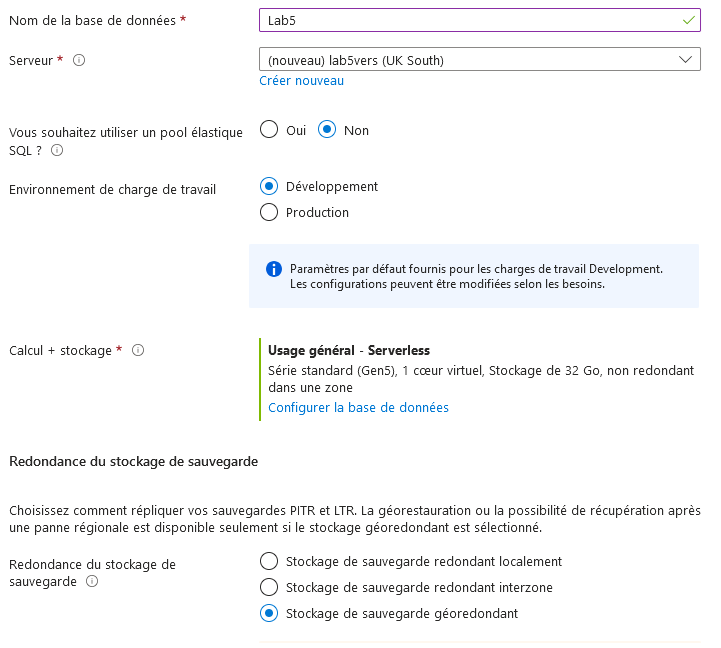 Nom de la base de données *
Lab5
Serveur *
(nouveau) lab5vers (UK South)
Créer nouveau
Vous souhaitez utiliser un pool élastique
SQL ?
Oui
Non
Environnement de charge de travail
Développement
Production
Paramètres par défaut fournis pour les charges de travail Development.
Les configurations peuvent être modifiées selon les besoins.
Calcul + stockage *
Usage général - Serverless
Série standard (Gen5), 1 cœur virtuel, Stockage de 32 Go, non redondant
dans une zone
Configurer la base de données
Redondance du stockage de sauvegarde
Choisissez comment répliquer vos sauvegardes PITR et LTR. La géorestauration ou la possibilité de récupération après
une panne régionale est disponible seulement si le stockage géoredondant est sélectionné.
Redondance du stockage de
sauvegarde
Stockage de sauvegarde redondant localement
Stockage de sauvegarde redondant interzone
Stockage de sauvegarde géoredondant